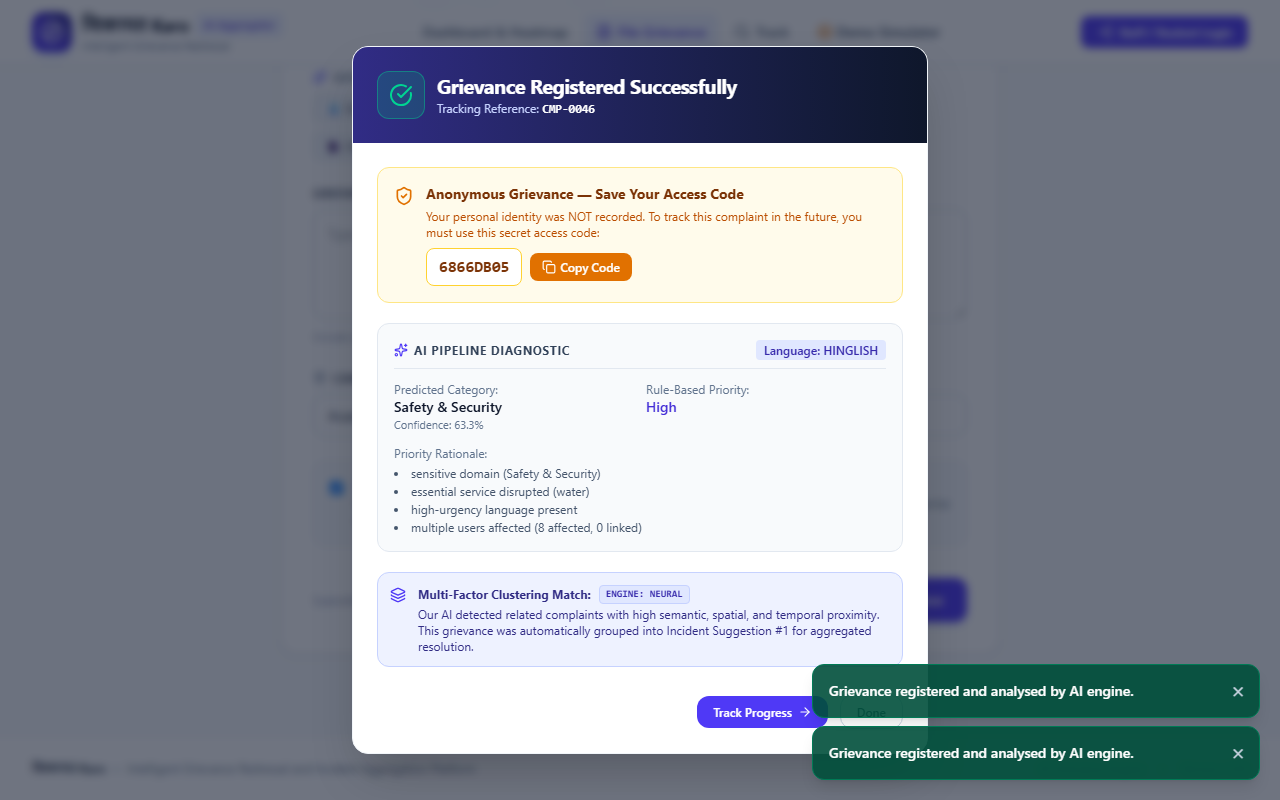 Grievance Registered Successfully
Tracking Reference: CMP-0046
Anonymous Grievance — Save Your Access Code
Your personal identity was NOT recorded. To track this complaint in the future, you
must use this secret access code:
6866DB05
Copy Code
AI PIPELINE DIAGNOSTIC
Language: HINGLISH
Predicted Category:
Safety & Security
Confidence: 63.3%
Rule-Based Priority:
High
Priority Rationale:
• sensitive domain (Safety & Security)
• essential service disrupted (water)
• high-urgency language present
• multiple users affected (8 affected, 0 linked)
Multi-Factor Clustering Match: ENGINE: NEURAL
Our AI detected related complaints with high semantic, spatial, and temporal proximity.
This grievance was automatically grouped into Incident Suggestion #1 for aggregated
resolution.
Track Progress →
Done
Grievance registered and analysed by AI engine.
Grievance registered and analysed by AI engine.